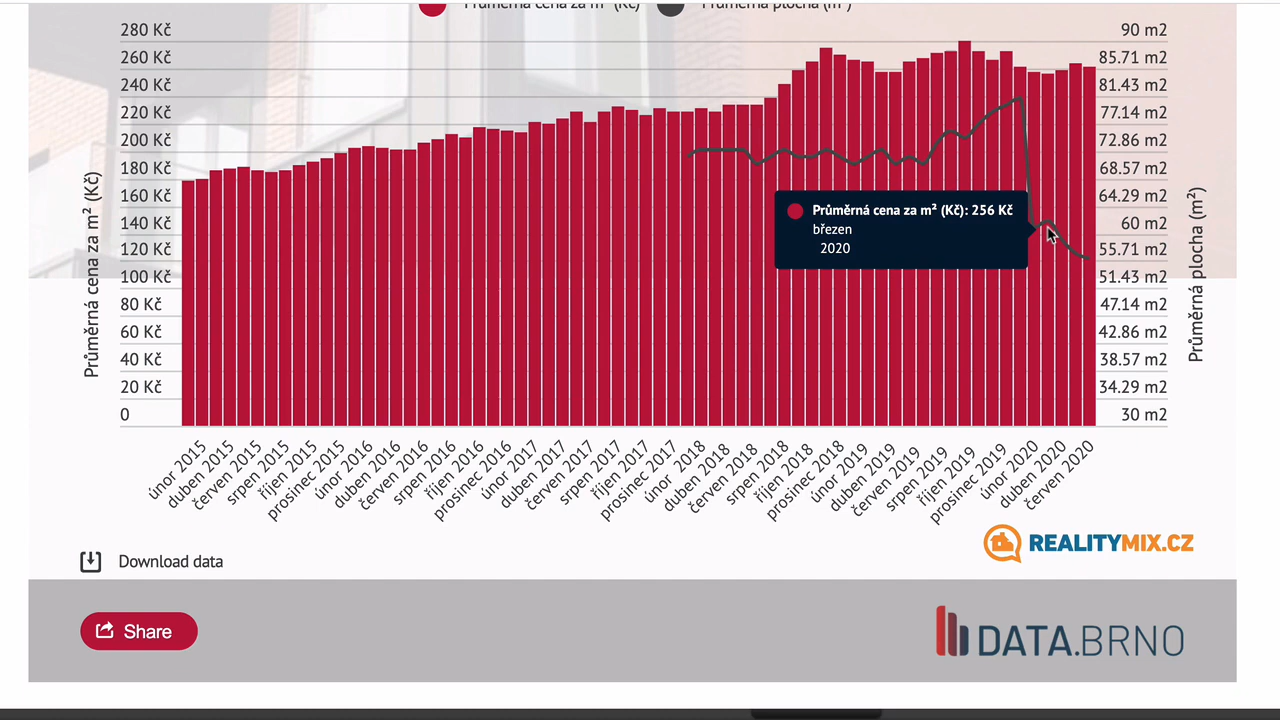 Průměrná cena za m² (Kč) Průměrná plocha (m²)
280 Kč 90 m2
260 Kč 85.71 m2
240 Kč 81.43 m2
220 Kč 77.14 m2
200 Kč 72.86 m2
180 Kč 68.57 m2
160 Kč 64.29 m2
140 Kč 60 m2
120 Kč 55.71 m2
100 Kč 51.43 m2
80 Kč 47.14 m2
60 Kč 42.86 m2
40 Kč 38.57 m2
20 Kč 34.29 m2
0 30 m2
Průměrná cena za m² (Kč)
Průměrná plocha (m²)
Průměrná cena za m² (Kč): 256 Kč
březen
2020
únor 2015
duben 2015
červen 2015
srpen 2015
říjen 2015
prosinec 2015
únor 2016
duben 2016
červen 2016
srpen 2016
říjen 2016
prosinec 2016
únor 2017
duben 2017
červen 2017
srpen 2017
říjen 2017
prosinec 2017
únor 2018
duben 2018
červen 2018
srpen 2018
říjen 2018
prosinec 2018
únor 2019
duben 2019
červen 2019
srpen 2019
říjen 2019
prosinec 2019
únor 2020
duben 2020
červen 2020
REALITYMIX.CZ
Download data
Share
DATA.BRNO